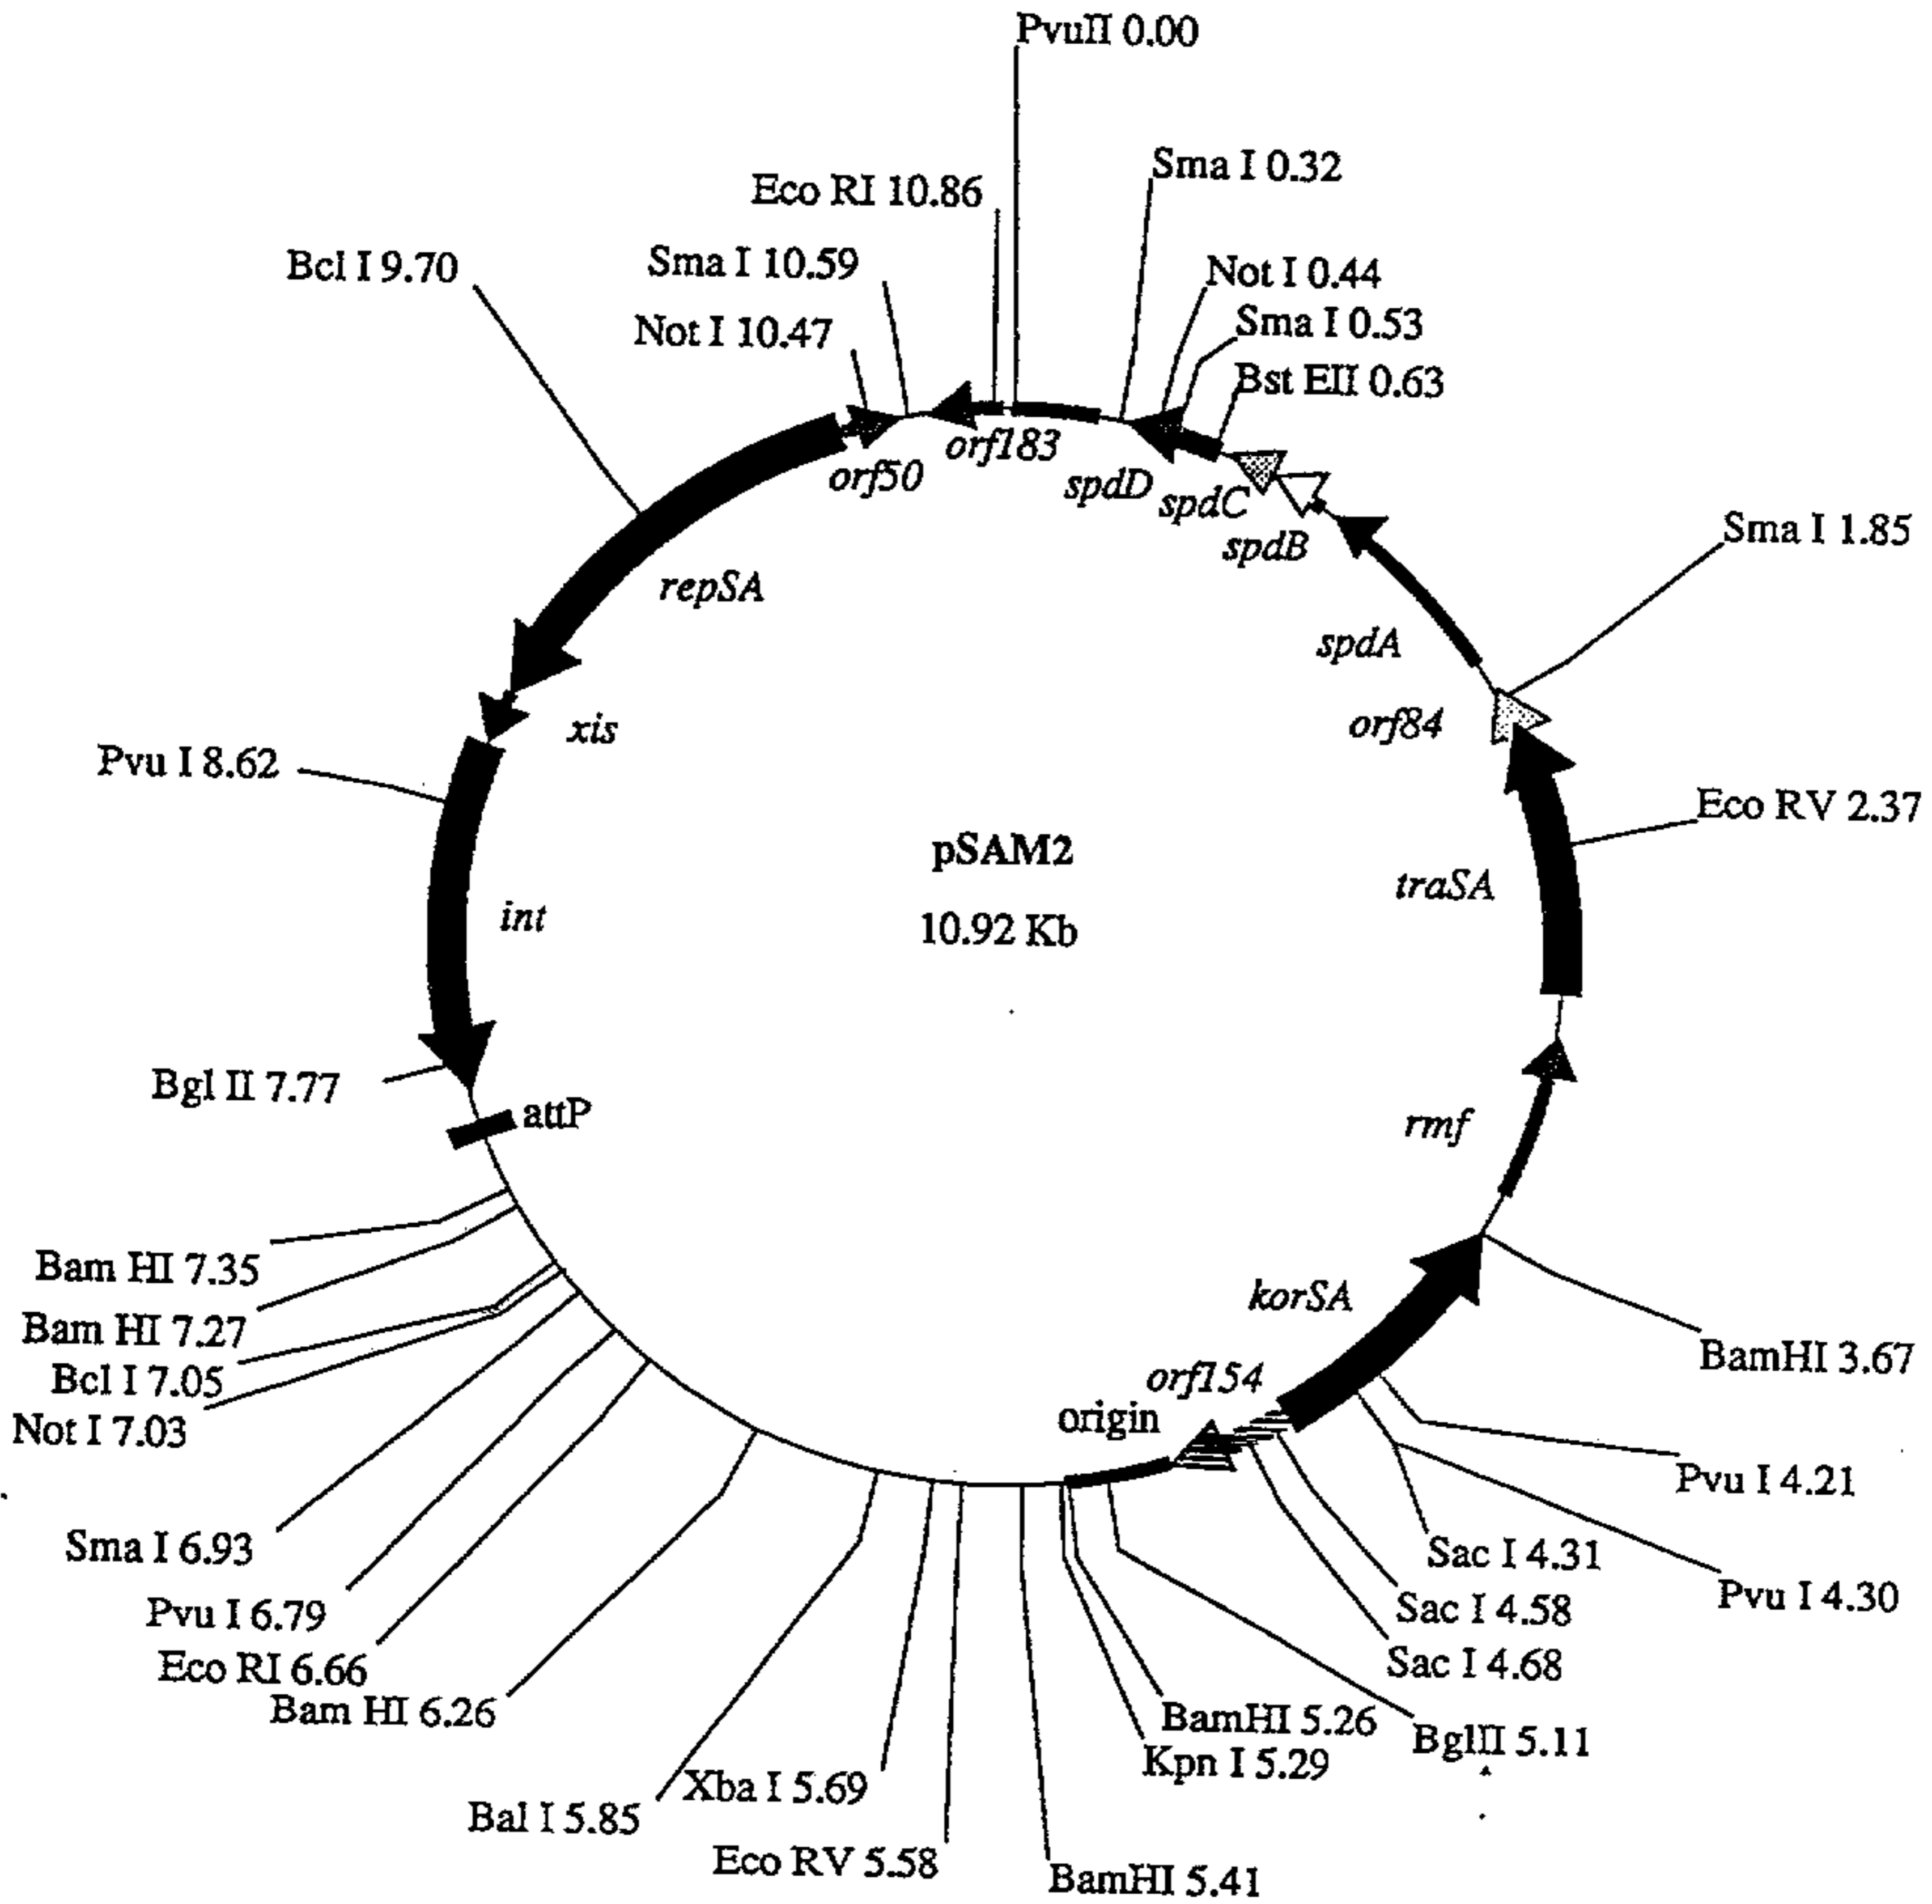 PvuII 0.00
Sma I 0.32
Eco RI 10.86
Sma I 10.59
Bcl I 9.70
Not I 0.44
Not I 10.47
Sma I 0.53
Bst EII 0.63
orf183
orf50
spdD
spdC
spdB
Sma I 1.85
repSA
spdA
orf84
xis
Pvu I 8.62
Eco RV 2.37
pSAM2
traSA
int
10.92 Kb
Bgl II 7.77
attP
rmf
Bam HI 7.35
korSA
Bam HI 7.27
BamHI 3.67
Bcl I 7.05
orf154
Not I 7.03
origin
Pvu I 4.21
Sma I 6.93
Sac I 4.31
Pvu I 4.30
Pvu I 6.79
Sac I 4.58
Eco RI 6.66
Sac I 4.68
Bam HI 6.26
BamHI 5.26
BglII 5.11
Kpn I 5.29
Xba I 5.69
Bal I 5.85
Eco RV 5.58
BamHI 5.41